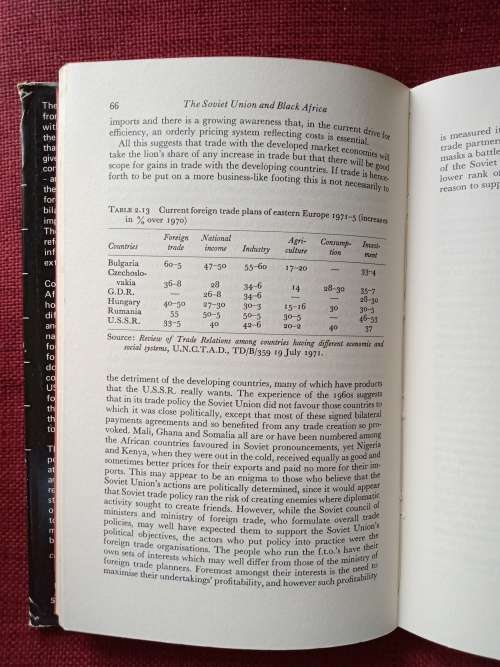 66 The Soviet Union and Black Africa
imports and there is a growing awareness that, in the current drive for
efficiency, an orderly pricing system reflecting costs is essential.
All this suggests that trade with the developed market economies will
take the lion's share of any increase in trade but that there will be good
scope for gains in trade with the developing countries. If trade is hence-
forth to be put on a more business-like footing this is not necessarily to
TABLE 2.13 Current foreign trade plans of eastern Europe 1971–5 (increases
in % over 1970)
Countries Foreign trade National income Industry Agri-culture Consump-tion Invest-ment
Bulgaria 60–5 47–50 55–60 17–20 — 33–4
Czechoslo-
vakia 36–8 28 34–6 14 28–30 35–7
G.D.R. — 26–8 34–6 — — 28–30
Hungary 40–50 27–30 30–3 15–16 30 30–5
Rumania 55 50–5 50–5 30–5 — 46–53
U.S.S.R. 33–5 40 42–6 20–2 40 37
Source: Review of Trade Relations among countries having different economic and
social systems, U.N.C.T.A.D., TD/B/359 19 July 1971.
the detriment of the developing countries, many of which have products
that the U.S.S.R. really wants. The experience of the 1960s suggests
that in its trade policy the Soviet Union did not favour those countries to
which it was close politically, except that most of these signed bilateral
payments agreements and so benefited from any trade creation so pro-
voked. Mali, Ghana and Somalia all are or have been numbered among
the African countries favoured in Soviet pronouncements, yet Nigeria
and Kenya, when they were out in the cold, received equally as good and
sometimes better prices for their exports and paid no more for their im-
ports. This may appear to be an enigma to those who believe that the
Soviet Union's actions are politically determined, since it would appear
that Soviet trade policy ran the risk of creating enemies where diplomatic
activity sought to create friends. However, while the Soviet council of
ministers and ministry of foreign trade, who formulate overall trade
policies, may well have expected them to support the Soviet Union's
political objectives, the actors who put policy into practice were the
foreign trade organisations. The people who run the f.t.o.'s have their
own sets of interests which may well differ from those of the ministry of
foreign trade planners. Foremost amongst their interests is the need to
maximise their undertakings' profitability, and however such profitability
is measured i
trade partner
masks a battle
of the Soviet
lower rank o
reason to supp